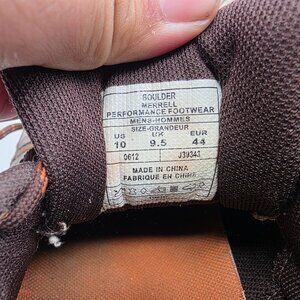 BOULDER
MERRELL
PERFORMANCE FOOTWEAR
MENS-HOMMES
SIZE-GRANDEUR
US UK EUR
10 9.5 44
0612 J39343
MADE IN CHINA
FABRIQUE EN CHINE